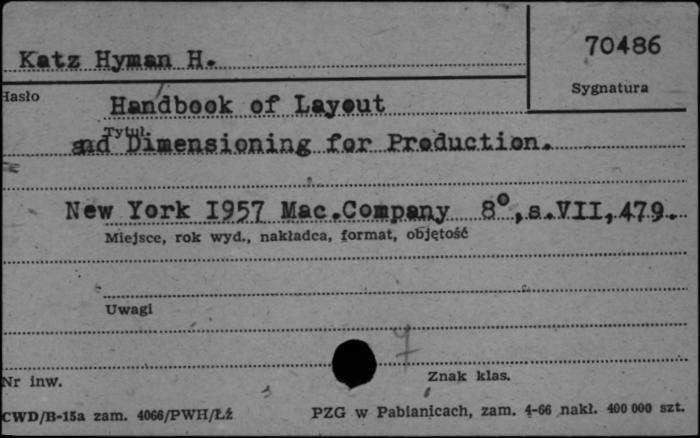 70486
Katz Hyman H.
Sygnatura
Hasło
Handbook of Layout
Tytuł
and Dimensioning for Production.
New York 1957 Mac.Company 8°,s.VII,479.
Miejsce, rok wyd., nakładca, format, objętość
Uwagi
7
Nr inw.
Znak klas.
CWD/B-15a zam. 4066/PWH/Łź PZG w Pabianicach, zam. 4-66 nakł. 400 000 szt.